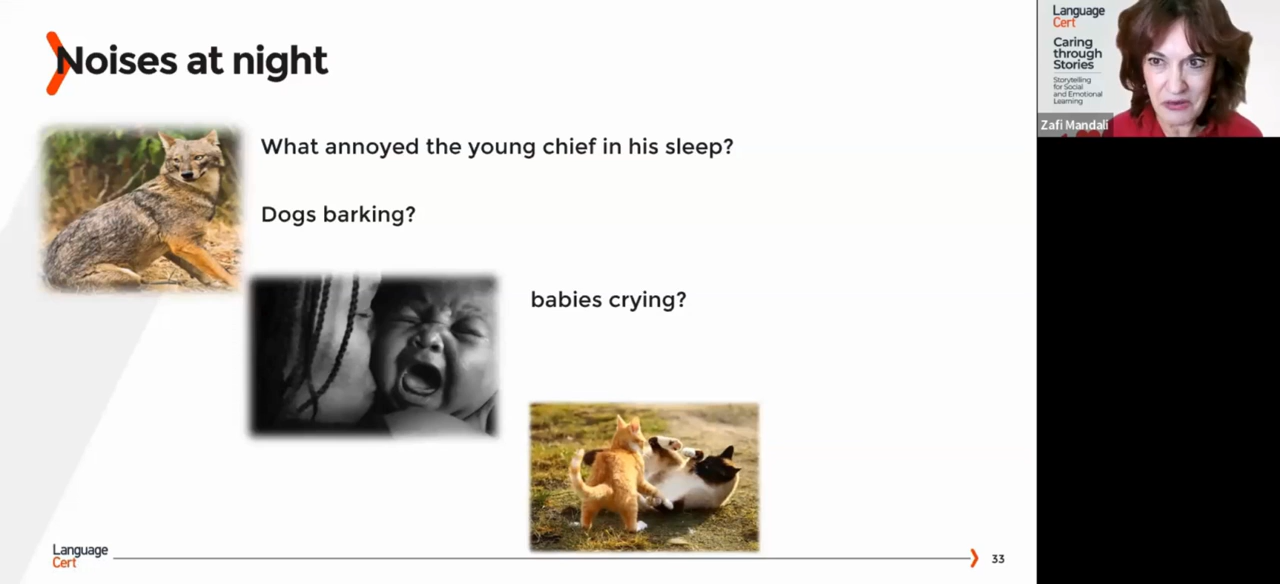 Noises at night
What annoyed the young chief in his sleep?
Dogs barking?
babies crying?
Language
Cert
33
Language
Cert
Caring
through
Stories
Storytelling
for Social
and Emotional
Learning
Zafi Mandali